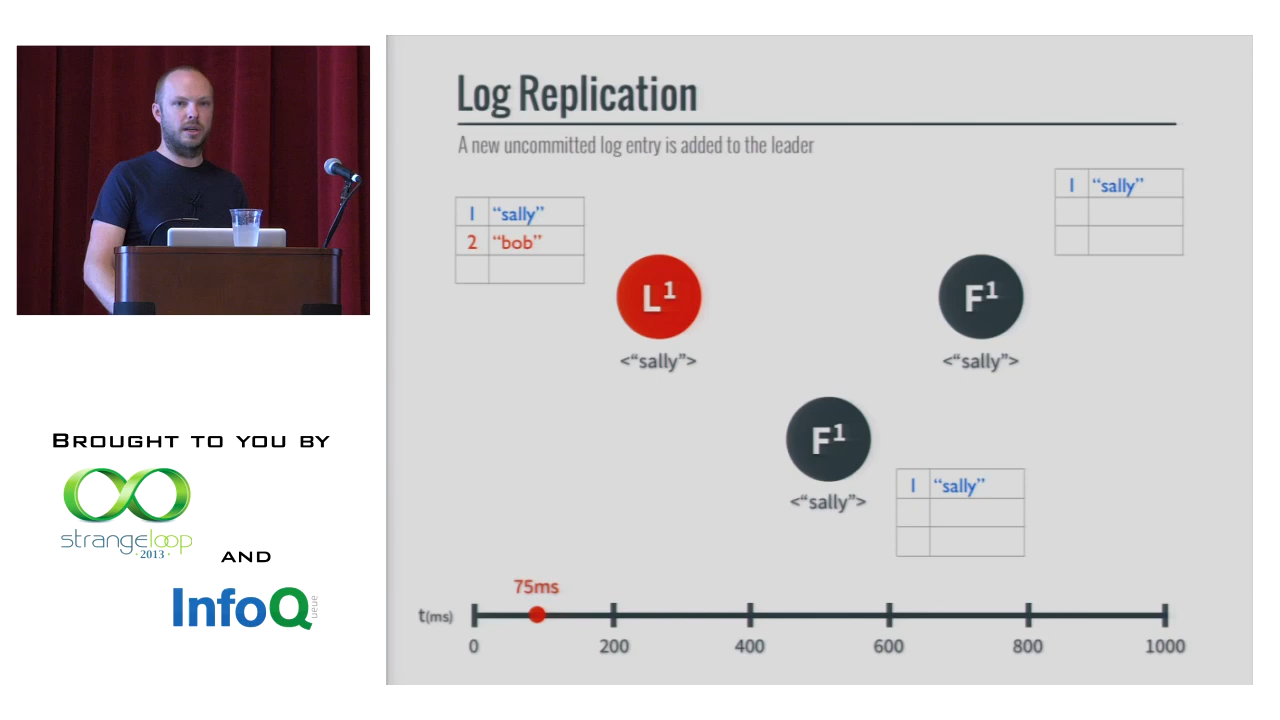 Log Replication
A new uncommitted log entry is added to the leader
1 “sally”
1 “sally”
2 “bob”
L¹
F¹
<“sally”>
<“sally”>
F¹
1 “sally”
<“sally”>
75ms
t(ms)
0 200 400 600 800 1000
BROUGHT TO YOU BY
strangeloop
· 2013 ·
AND
InfoQ